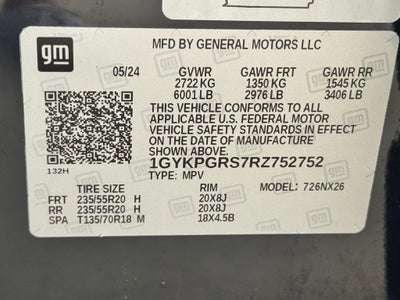 gm
MFD BY GENERAL MOTORS LLC
05/24 GVWR GAWR FRT GAWR RR
2722 KG 1350 KG 1545 KG
6001 LB 2976 LB 3406 LB
THIS VEHICLE CONFORMS TO ALL
APPLICABLE U.S. FEDERAL MOTOR
VEHICLE SAFETY STANDARDS IN EFFECT
ON THE DATE OF MANUFACTURE
SHOWN ABOVE.
1GYKPGRS7RZ752752
132H
TYPE: MPV
TIRE SIZE RIM MODEL: 726NX26
FRT 235/55R20 H 20X8J
RR 235/55R20 H 20X8J
SPA T135/70R18 M 18X4.5B